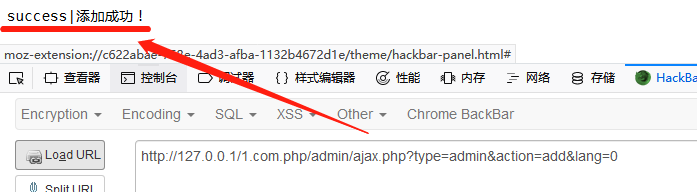 success|添加成功！
moz-extension://c622abae-
e-4ad3-afba-1132b4672d1e/theme/hackbar-panel.html#
查看器 控制台 调试器 {} 样式编辑器 性能 内存 网络 存储 HackBa
Encryption Encoding SQL XSS Other Chrome BackBar
Load URL http://127.0.0.1/1.com.php/admin/ajax.php?type=admin&action=add&lang=0
Split URL